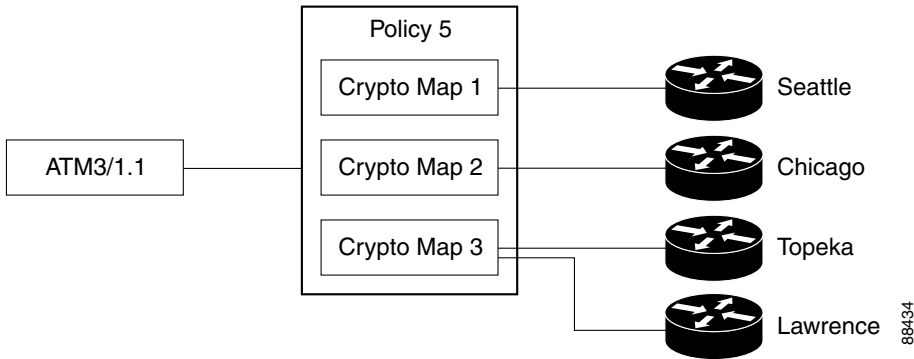 Policy 5
Crypto Map 1
Seattle
ATM3/1.1
Crypto Map 2
Chicago
Crypto Map 3
Topeka
Lawrence
88434